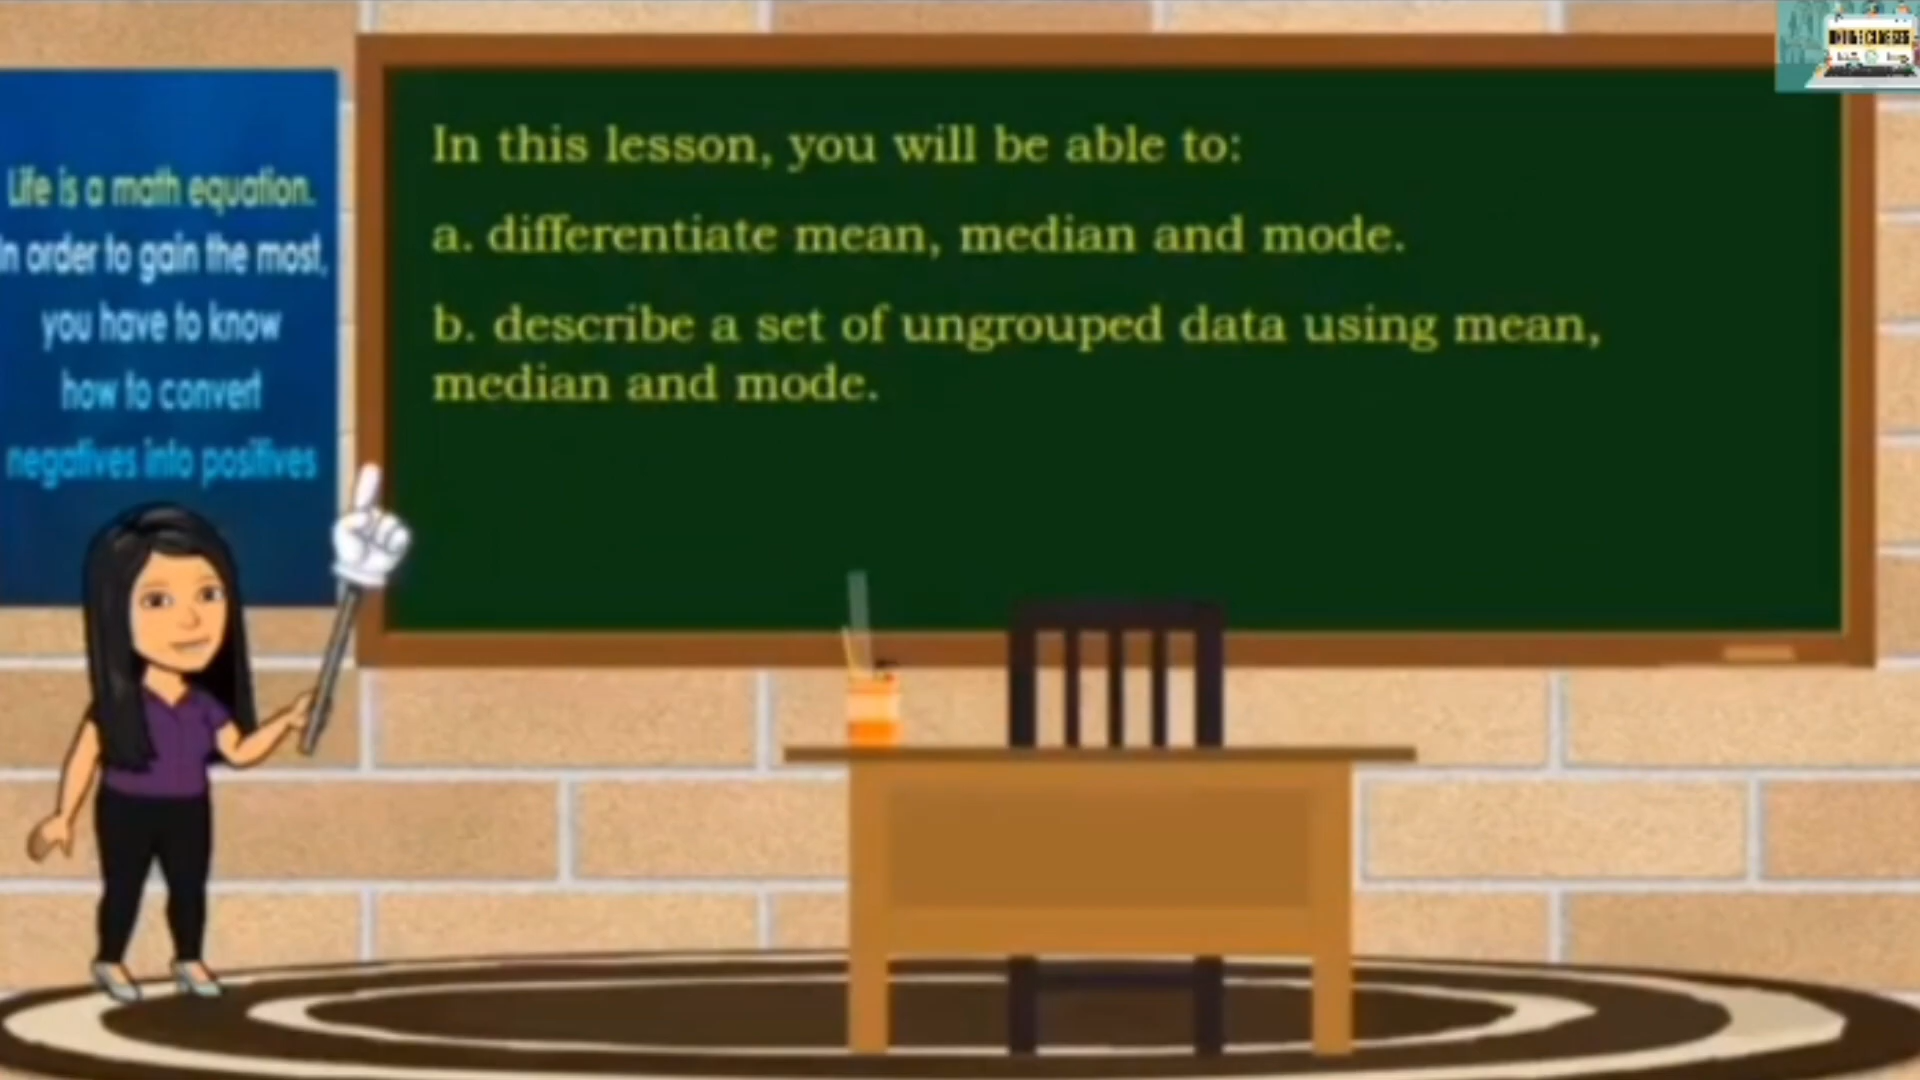 Life is a math equation.
In order to gain the most,
you have to know
how to convert
negatives into positives
In this lesson, you will be able to:
a. differentiate mean, median and mode.
b. describe a set of ungrouped data using mean,
median and mode.